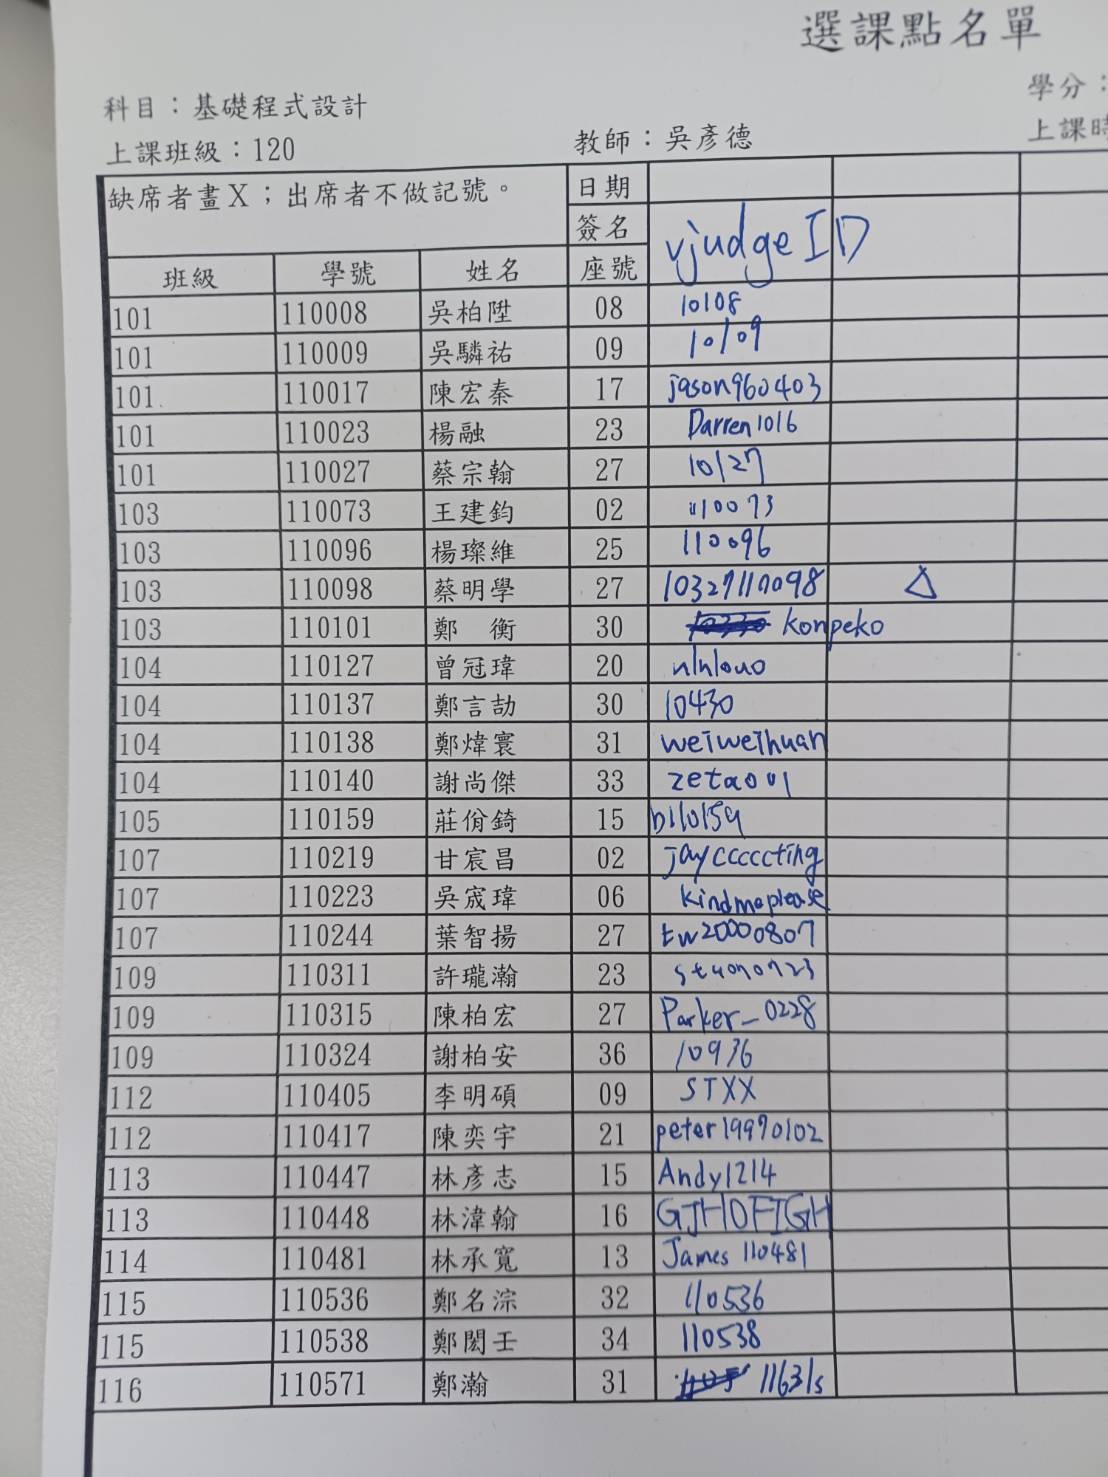 選課點名單
科目：基礎程式設計
學分：
上課班級：120 教師：吳彥德 上課時
缺席者畫X；出席者不做記號。 日期
簽名 vjudge ID
班級 學號 姓名 座號
101 110008 吳柏陞 08 10108
101 110009 吳驎祐 09 10109
101 110017 陳宏秦 17 jason960403
101 110023 楊融 23 Darren1016
101 110027 蔡宗翰 27 10127
103 110073 王建鈞 02 110073
103 110096 楊璨維 25 110096
103 110098 蔡明學 27 10327110098 △
103 110101 鄭 衡 30 konpeko
104 110127 曾冠瑋 20
104 110137 鄭言劼 30 10430
104 110138 鄭煒寰 31 weiweihuan
104 110140 謝尚傑 33 zeta001
105 110159 莊佾錡 15 b110159
107 110219 甘宸昌 02 jaycccccting
107 110223 吳宬瑋 06 kindmeplease
107 110244 葉智揚 27 tw20000807
109 110311 許瓏瀚 23
109 110315 陳柏宏 27 Parker_0228
109 110324 謝柏安 36 10936
112 110405 李明碩 09 STXX
112 110417 陳奕宇 21 peter19970102
113 110447 林彥志 15 Andy1214
113 110448 林湋翰 16 GJHDFIGH
114 110481 林承寬 13 James110481
115 110536 鄭名淙 32 110536
115 110538 鄭閎壬 34 110538
116 110571 鄭瀚 31 11631s